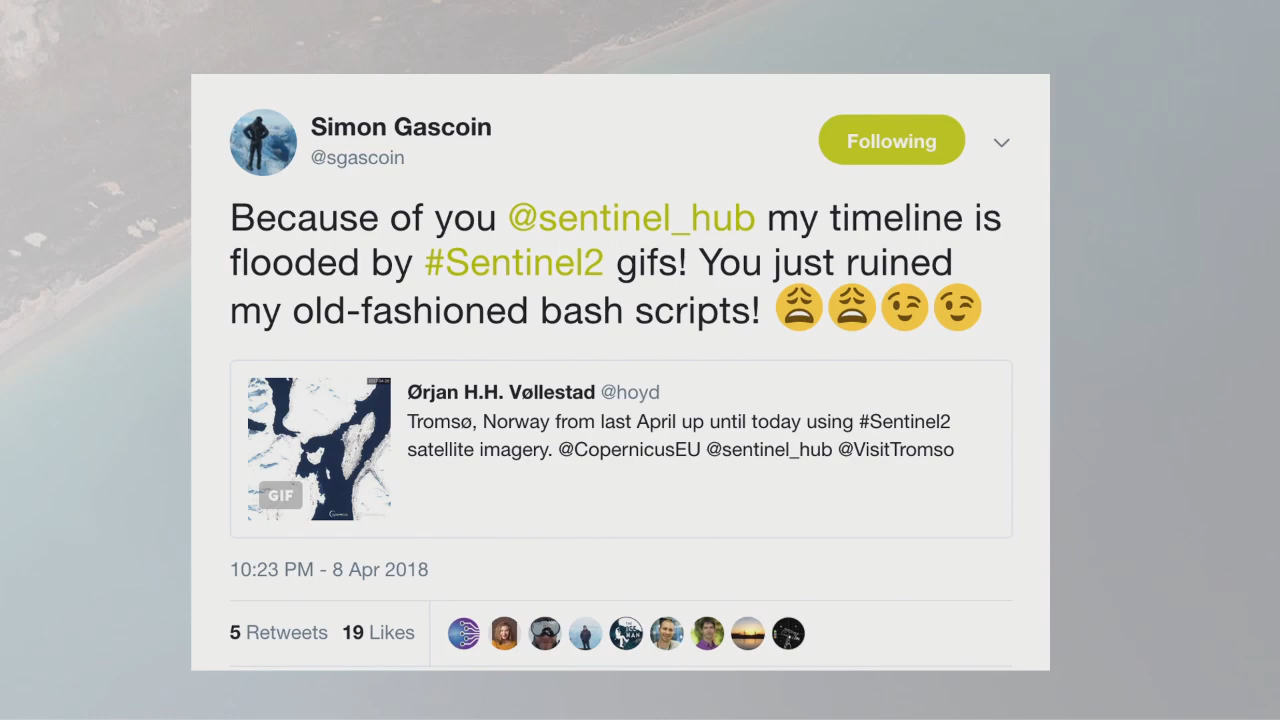 Simon Gascoin
@sgascoin
Following
Because of you @sentinel_hub my timeline is
flooded by #Sentinel2 gifs! You just ruined
my old-fashioned bash scripts! 😩😩😉😉
Ørjan H.H. Vøllestad @hoyd
Tromsø, Norway from last April up until today using #Sentinel2
satellite imagery. @CopernicusEU @sentinel_hub @VisitTromso
GIF
10:23 PM - 8 Apr 2018
5 Retweets 19 Likes